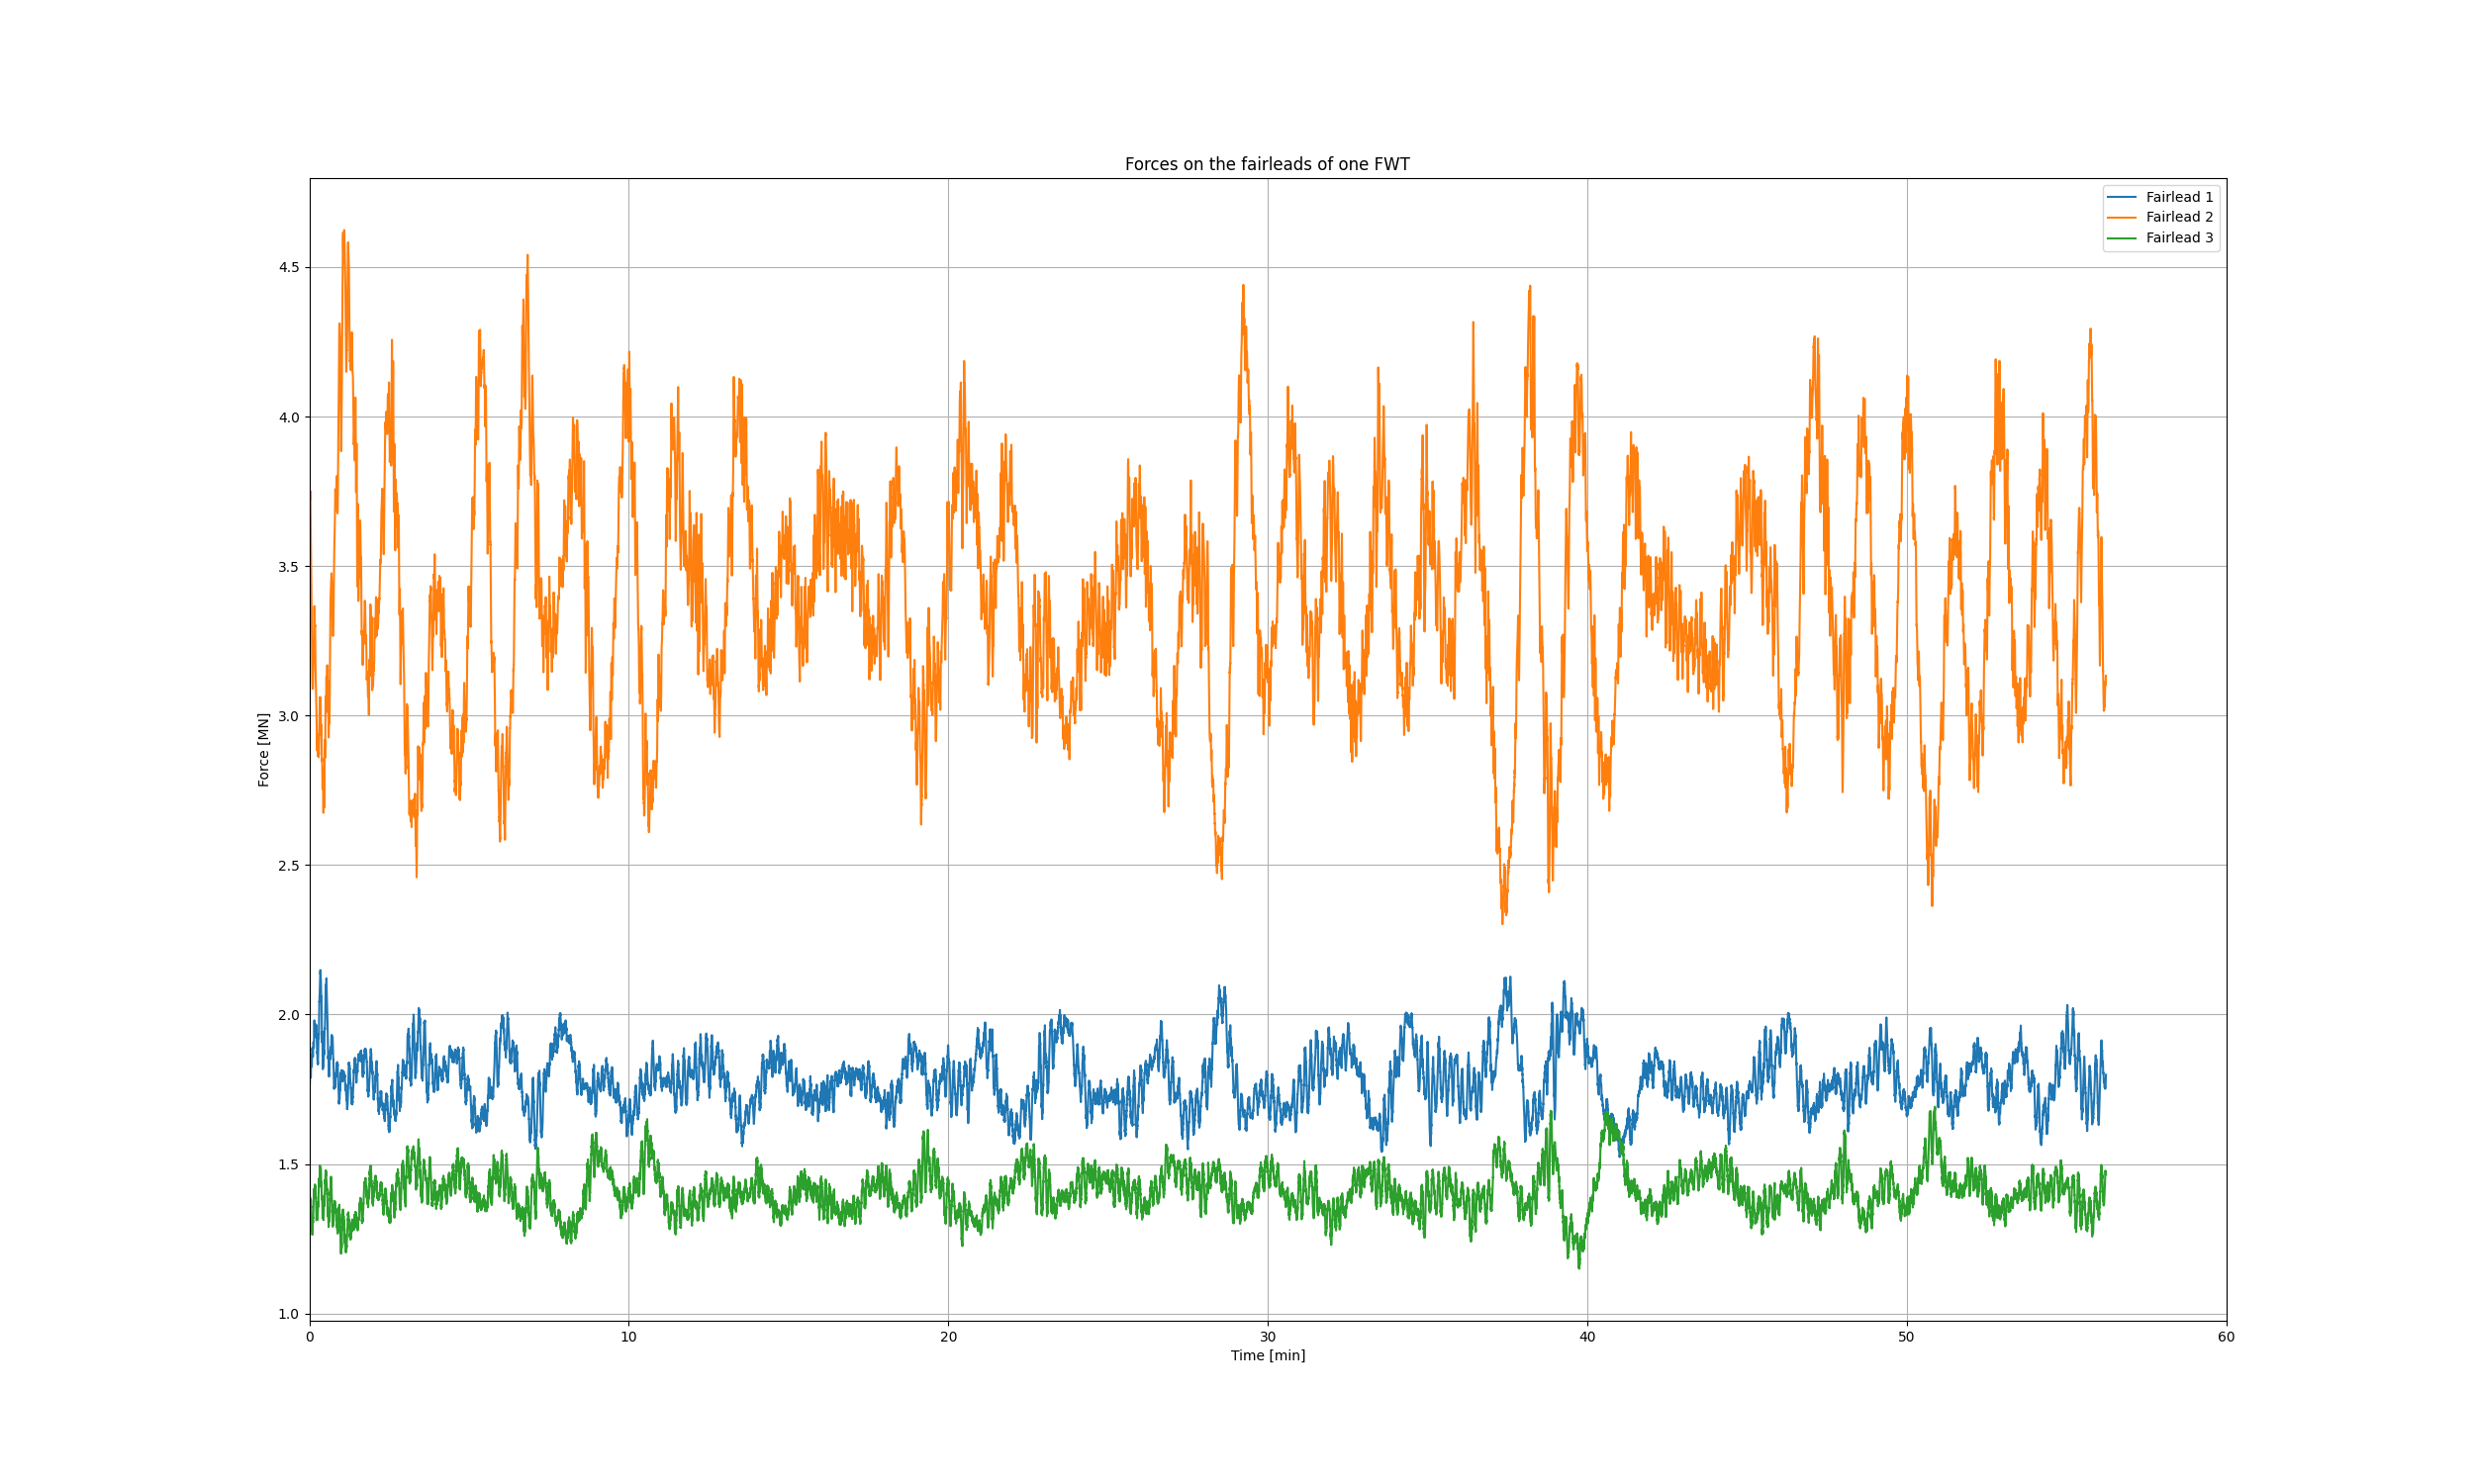 Forces on the fairleads of one FWT
Fairlead 1
Fairlead 2
Fairlead 3
Force [MN]
4.5
4.0
3.5
3.0
2.5
2.0
1.5
1.0
0 10 20 30 40 50 60
Time [min]